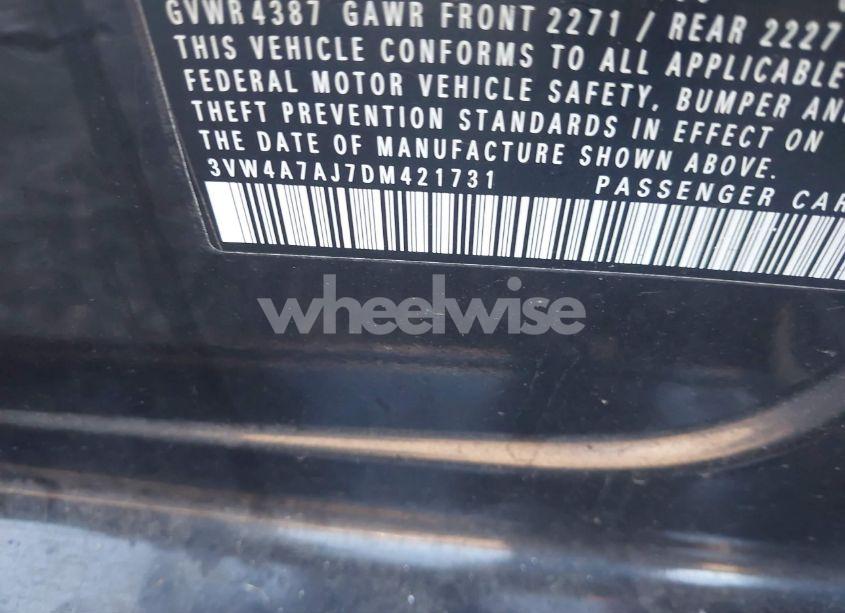 GVWR 4387 GAWR FRONT 2271 / REAR 2227
THIS VEHICLE CONFORMS TO ALL APPLICABLE
FEDERAL MOTOR VEHICLE SAFETY, BUMPER AND
THEFT PREVENTION STANDARDS IN EFFECT ON
THE DATE OF MANUFACTURE SHOWN ABOVE.
3VW4A7AJ7DM421731 PASSENGER CAR
wheelwise